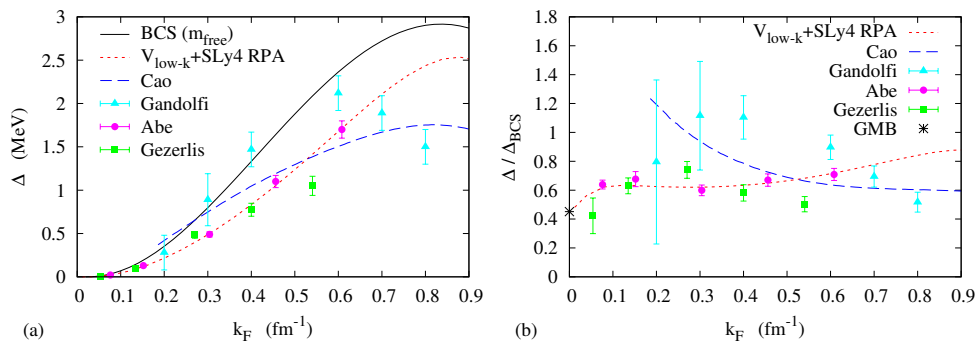 3
2.5
2
1.5
1
0.5
0
Δ (MeV)
BCS (m_free)
V_low-k+SLy4 RPA
Cao
Gandolfi
Abe
Gezerlis
0 0.1 0.2 0.3 0.4 0.5 0.6 0.7 0.8 0.9
(a)
k_F (fm⁻¹)
1.8
1.6
1.4
1.2
1
0.8
0.6
0.4
0.2
0
Δ / Δ_BCS
V_low-k+SLy4 RPA
Cao
Gandolfi
Abe
Gezerlis
GMB
0 0.1 0.2 0.3 0.4 0.5 0.6 0.7 0.8 0.9
(b)
k_F (fm⁻¹)